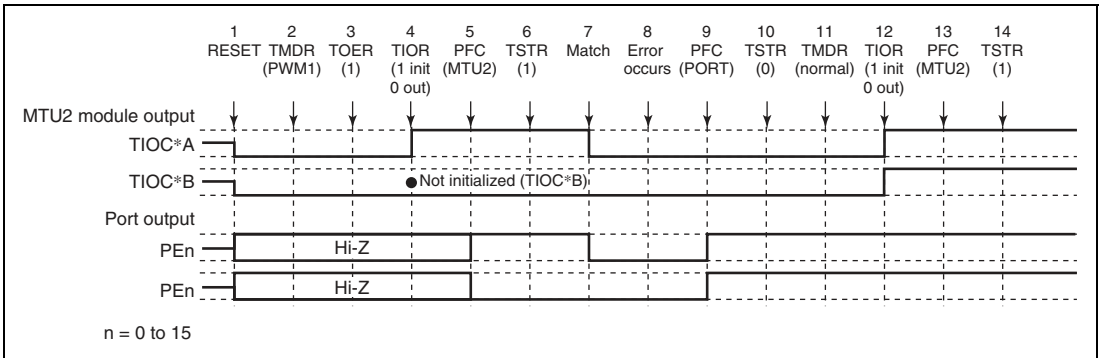 1 2 3 4 5 6 7 8 9 10 11 12 13 14
RESET TMDR TOER TIOR PFC TSTR Match Error PFC TSTR TMDR TIOR PFC TSTR
(PWM1) (1) (1 init (MTU2) (1) occurs (PORT) (0) (normal) (1 init (MTU2) (1)
0 out) 0 out)
MTU2 module output
TIOC*A
TIOC*B
Not initialized (TIOC*B)
Port output
PEn
Hi-Z
PEn
Hi-Z
n = 0 to 15